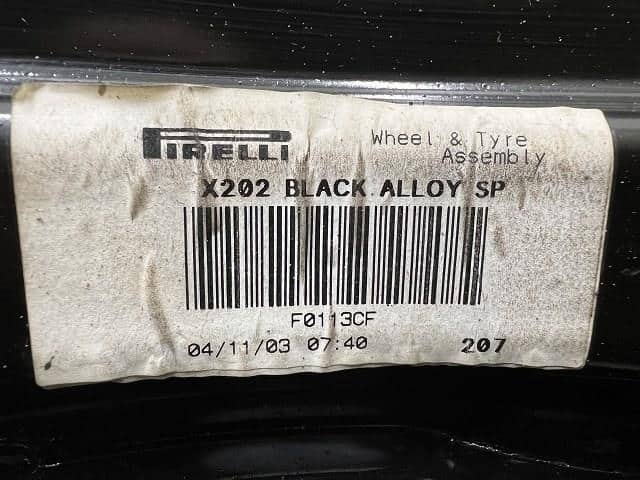 PIRELLI Wheel & Tyre
Assembly
X202 BLACK ALLOY SP
F0113CF
04/11/03 07:40 207